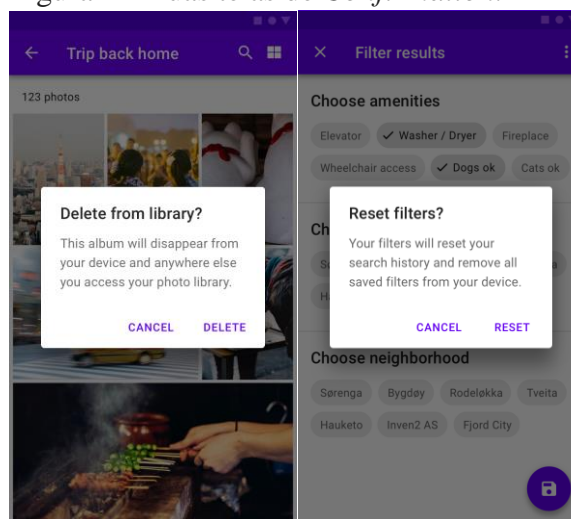 Trip back home
123 photos
Delete from library?
This album will disappear from
your device and anywhere else
you access your photo library.
CANCEL DELETE
Filter results
Choose amenities
Elevator Washer / Dryer Fireplace
Wheelchair access Dogs ok Cats ok
Reset filters?
Your filters will reset your
search history and remove all
saved filters from your device.
CANCEL RESET
Choose neighborhood
Sørenga Bygdøy Rodeløkka Tveita
Hauketo Inven2 AS Fjord City